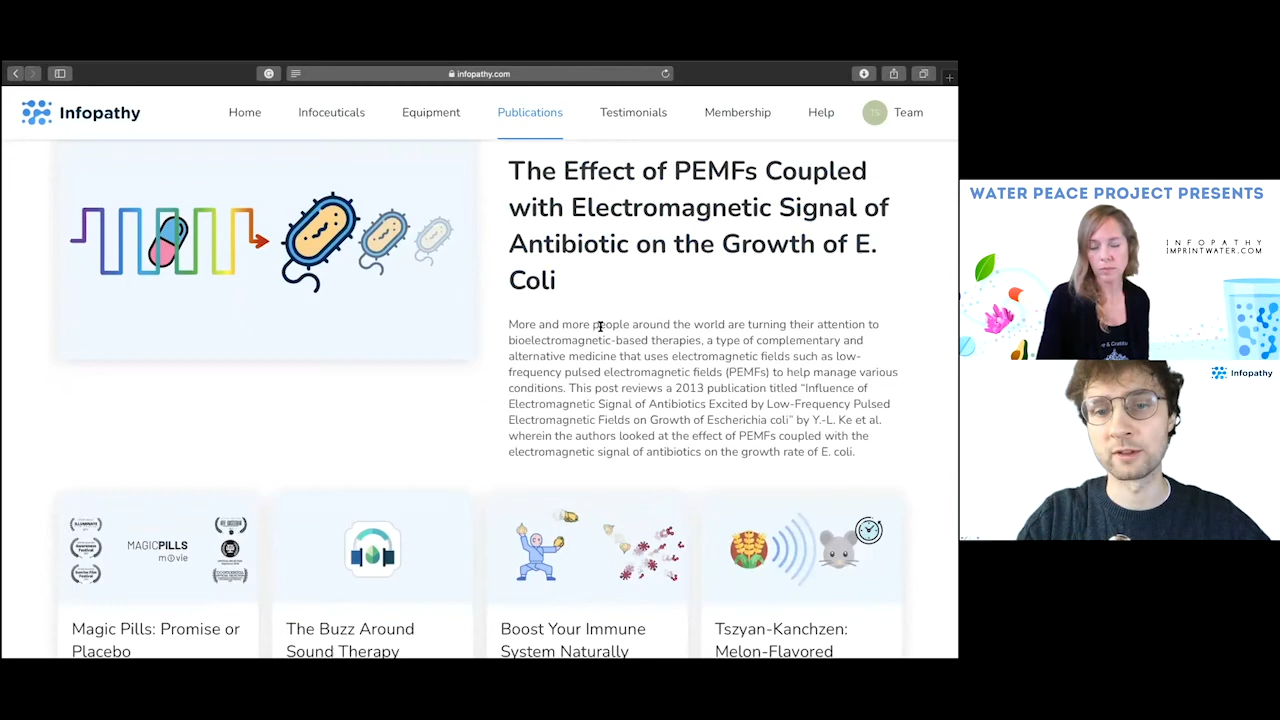 infopathy.com
Infopathy
Home
Infoceuticals
Equipment
Publications
Testimonials
Membership
Help
TS
Team
The Effect of PEMFs Coupled
with Electromagnetic Signal of
Antibiotic on the Growth of E.
Coli
More and more people around the world are turning their attention to
bioelectromagnetic-based therapies, a type of complementary and
alternative medicine that uses electromagnetic fields such as low-
frequency pulsed electromagnetic fields (PEMFs) to help manage various
conditions. This post reviews a 2013 publication titled “Influence of
Electromagnetic Signal of Antibiotics Excited by Low-Frequency Pulsed
Electromagnetic Fields on Growth of Escherichia coli” by Y.-L. Ke et al.
wherein the authors looked at the effect of PEMFs coupled with the
electromagnetic signal of antibiotics on the growth rate of E. coli.
MAGICPILLS
movie
Magic Pills: Promise or
Placebo
The Buzz Around
Sound Therapy
Boost Your Immune
System Naturally
Tszyan-Kanchzen:
Melon-Flavored
WATER PEACE PROJECT PRESENTS
INFOPATHY
IMPRINTWATER.COM
Infopathy